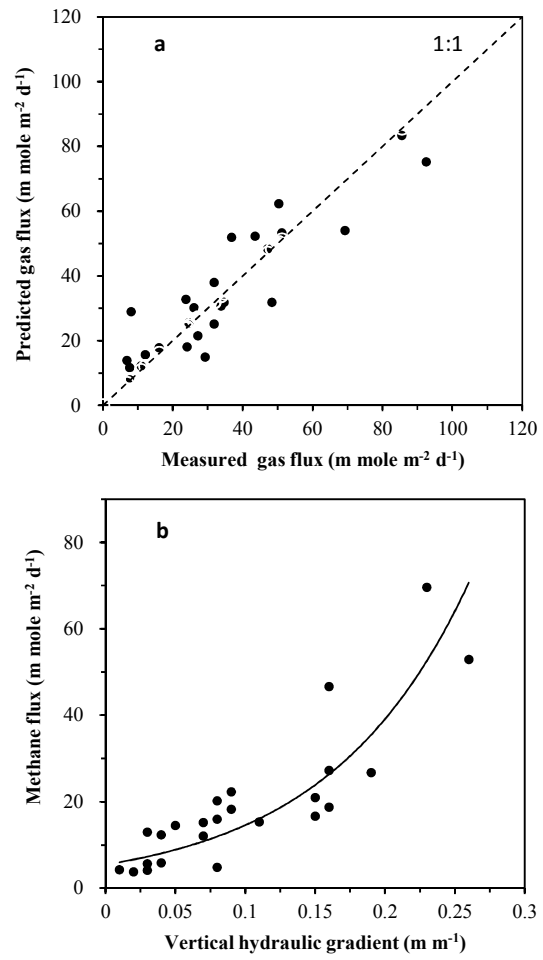 a
1:1
120
100
80
60
40
20
0
0 20 40 60 80 100 120
Predicted gas flux (m mole m-2 d-1)
Measured gas flux (m mole m-2 d-1)
b
80
60
40
20
0
0 0.05 0.1 0.15 0.2 0.25 0.3
Methane flux (m mole m-2 d-1)
Vertical hydraulic gradient (m m-1)